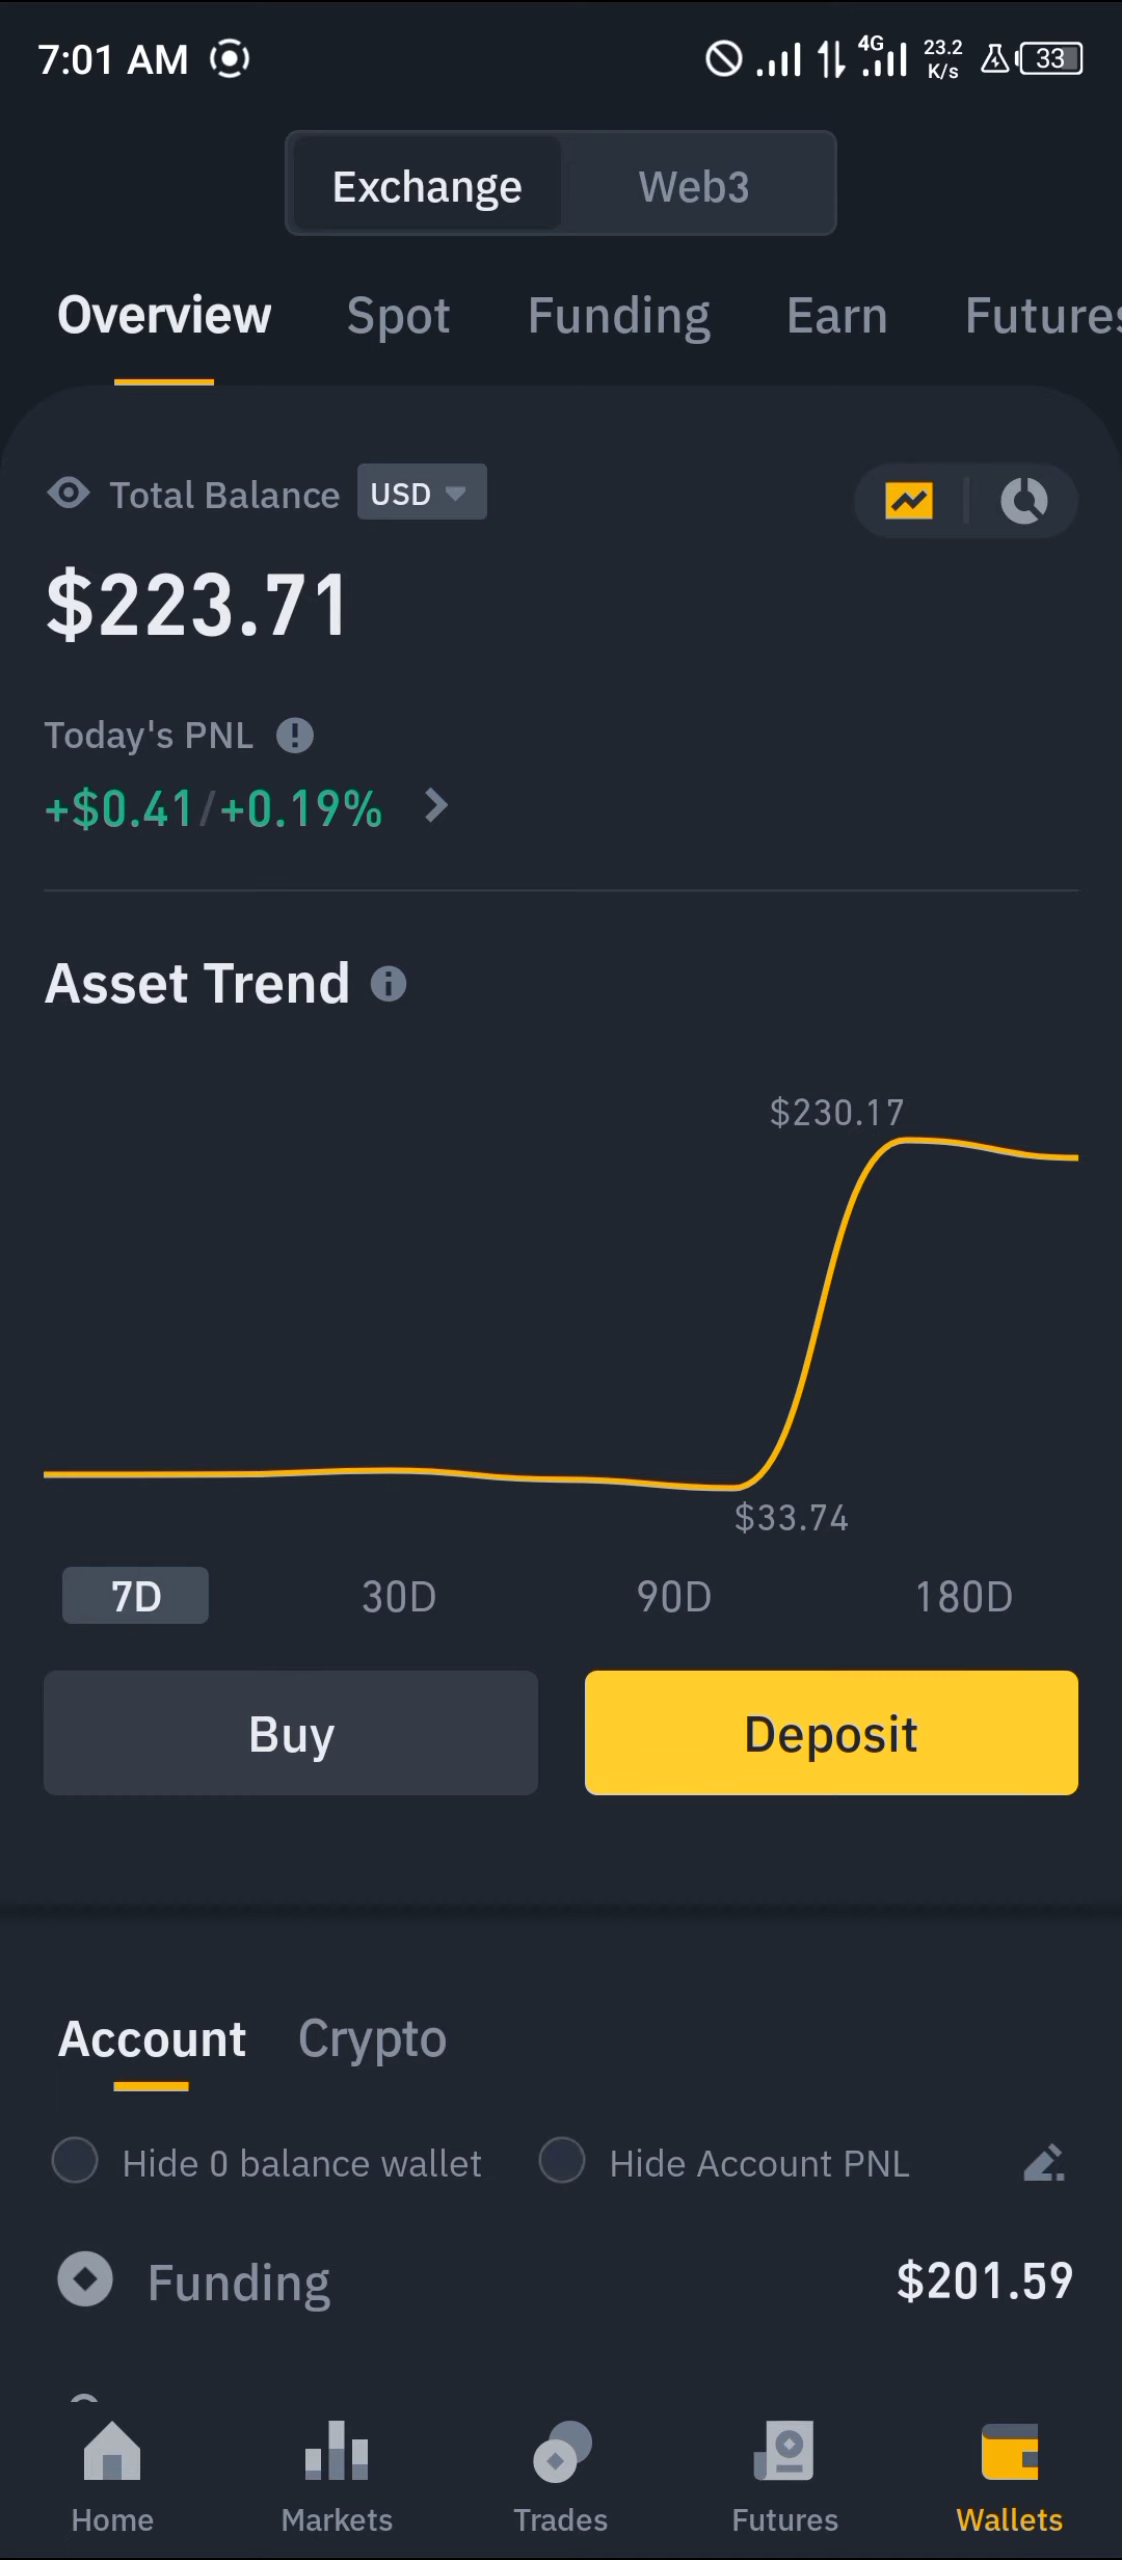 7:01 AM 4G 23.2 K/s 33
Exchange Web3
Overview Spot Funding Earn Futures
Total Balance USD
$223.71
Today's PNL
+$0.41/+0.19%
Asset Trend
$230.17
$33.74
7D 30D 90D 180D
Buy Deposit
Account Crypto
Hide 0 balance wallet Hide Account PNL
Funding $201.59
Home Markets Trades Futures Wallets